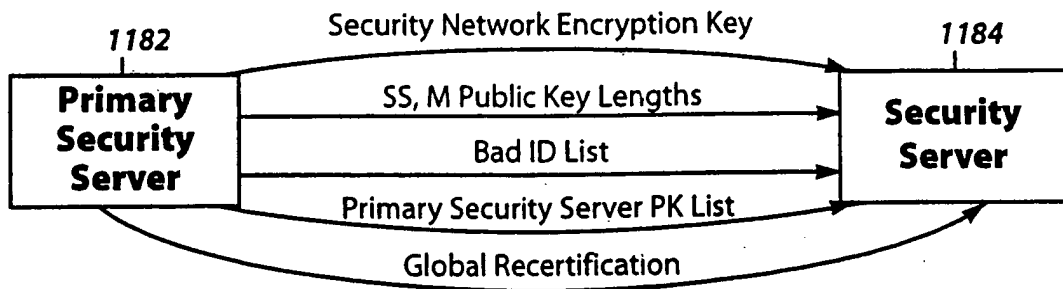 Security Network Encryption Key
1182
1184
Primary
Security
Server
SS, M Public Key Lengths
Bad ID List
Primary Security Server PK List
Global Recertification
Security
Server